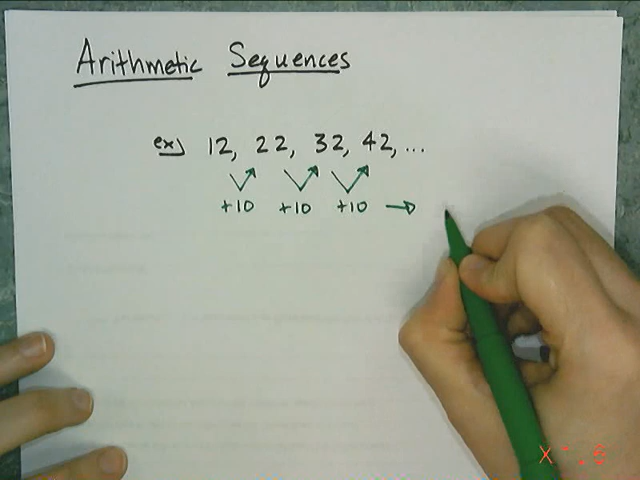 Arithmetic Sequences
ex) 12, 22, 32, 42, ...
+10 +10 +10 →